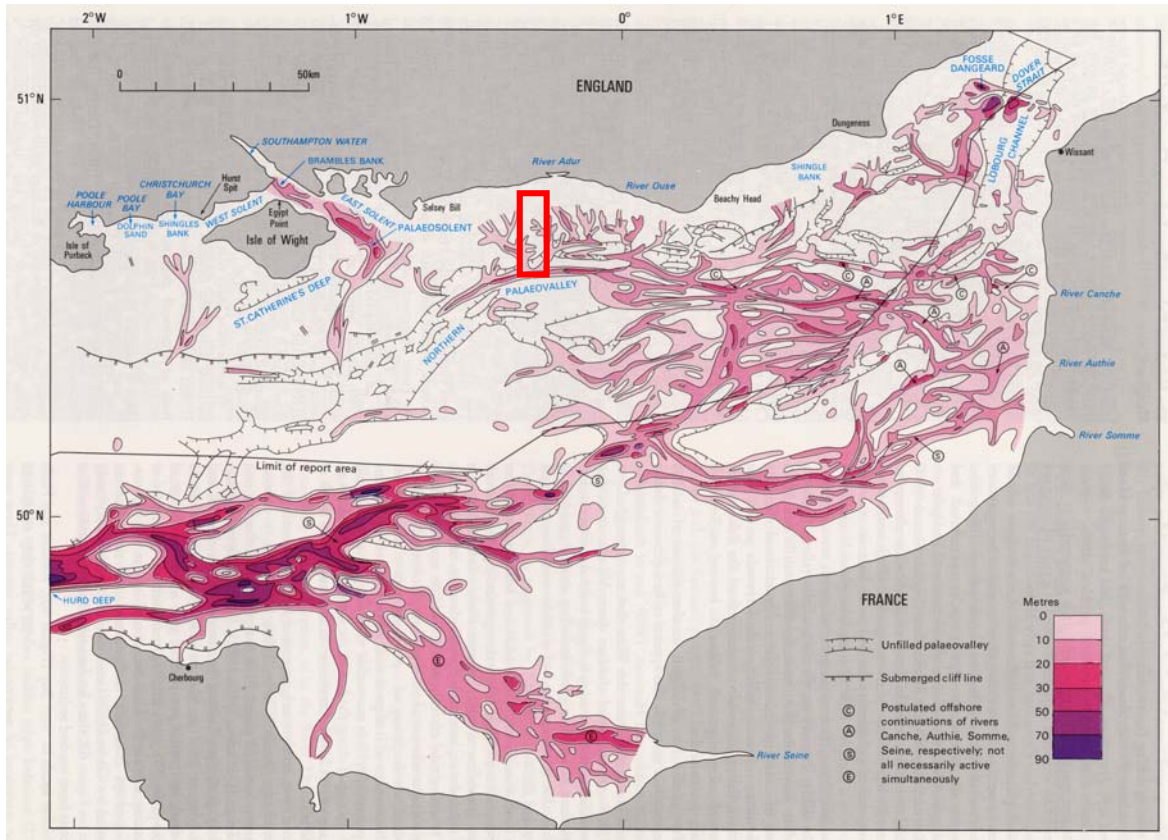 2°W
1°W
0°
1°E
0
50km
51°N
ENGLAND
FOSSE
DANGEARD
DOVER
STRAIT
SOUTHAMPTON WATER
BRAMBLES BANK
Dungeness
LOBOURG
CHANNEL
Wissant
River Adur
River Ouse
SHINGLE
BANK
CHRISTCHURCH
BAY
Hurst
Spit
POOLE
HARBOUR
POOLE
BAY
WEST SOLENT
EAST SOLENT
Selsey Bill
Beachy Head
DOLPHIN
SAND
SHINGLES
BANK
Egypt
Point
PALAEOSOLENT
Isle of
Purbeck
Isle of Wight
ST. CATHERINE'S DEEP
PALAEOVALLEY
NORTHERN
C
C
C
C
A
A
A
A
River Canche
River Authie
River Somme
S
Limit of report area
S
50°N
S
HURD DEEP
FRANCE
Metres
0
10
20
30
50
70
90
Unfilled palaeovalley
Submerged cliff line
Cherbourg
E
E
River Seine
C
A
S
E
Postulated offshore
continuations of rivers
Canche, Authie, Somme,
Seine, respectively; not
all necessarily active
simultaneously